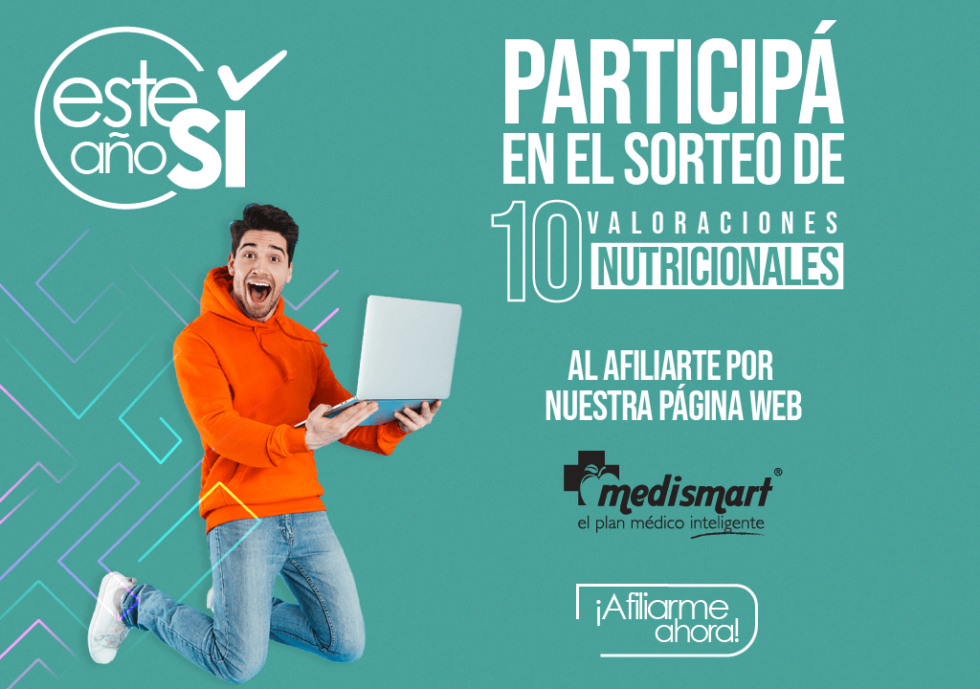 este
año SÍ
PARTICIPÁ
EN EL SORTEO DE
10 VALORACIONES
NUTRICIONALES
AL AFILIARTE POR
NUESTRA PÁGINA WEB
medismart®
el plan médico inteligente
¡Afiliarme
ahora!